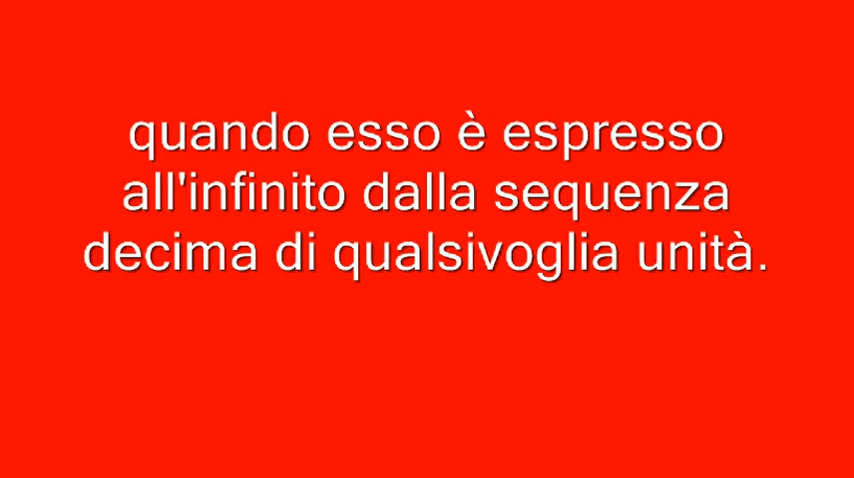 quando esso è espresso
all'infinito dalla sequenza
decima di qualsivoglia unità.